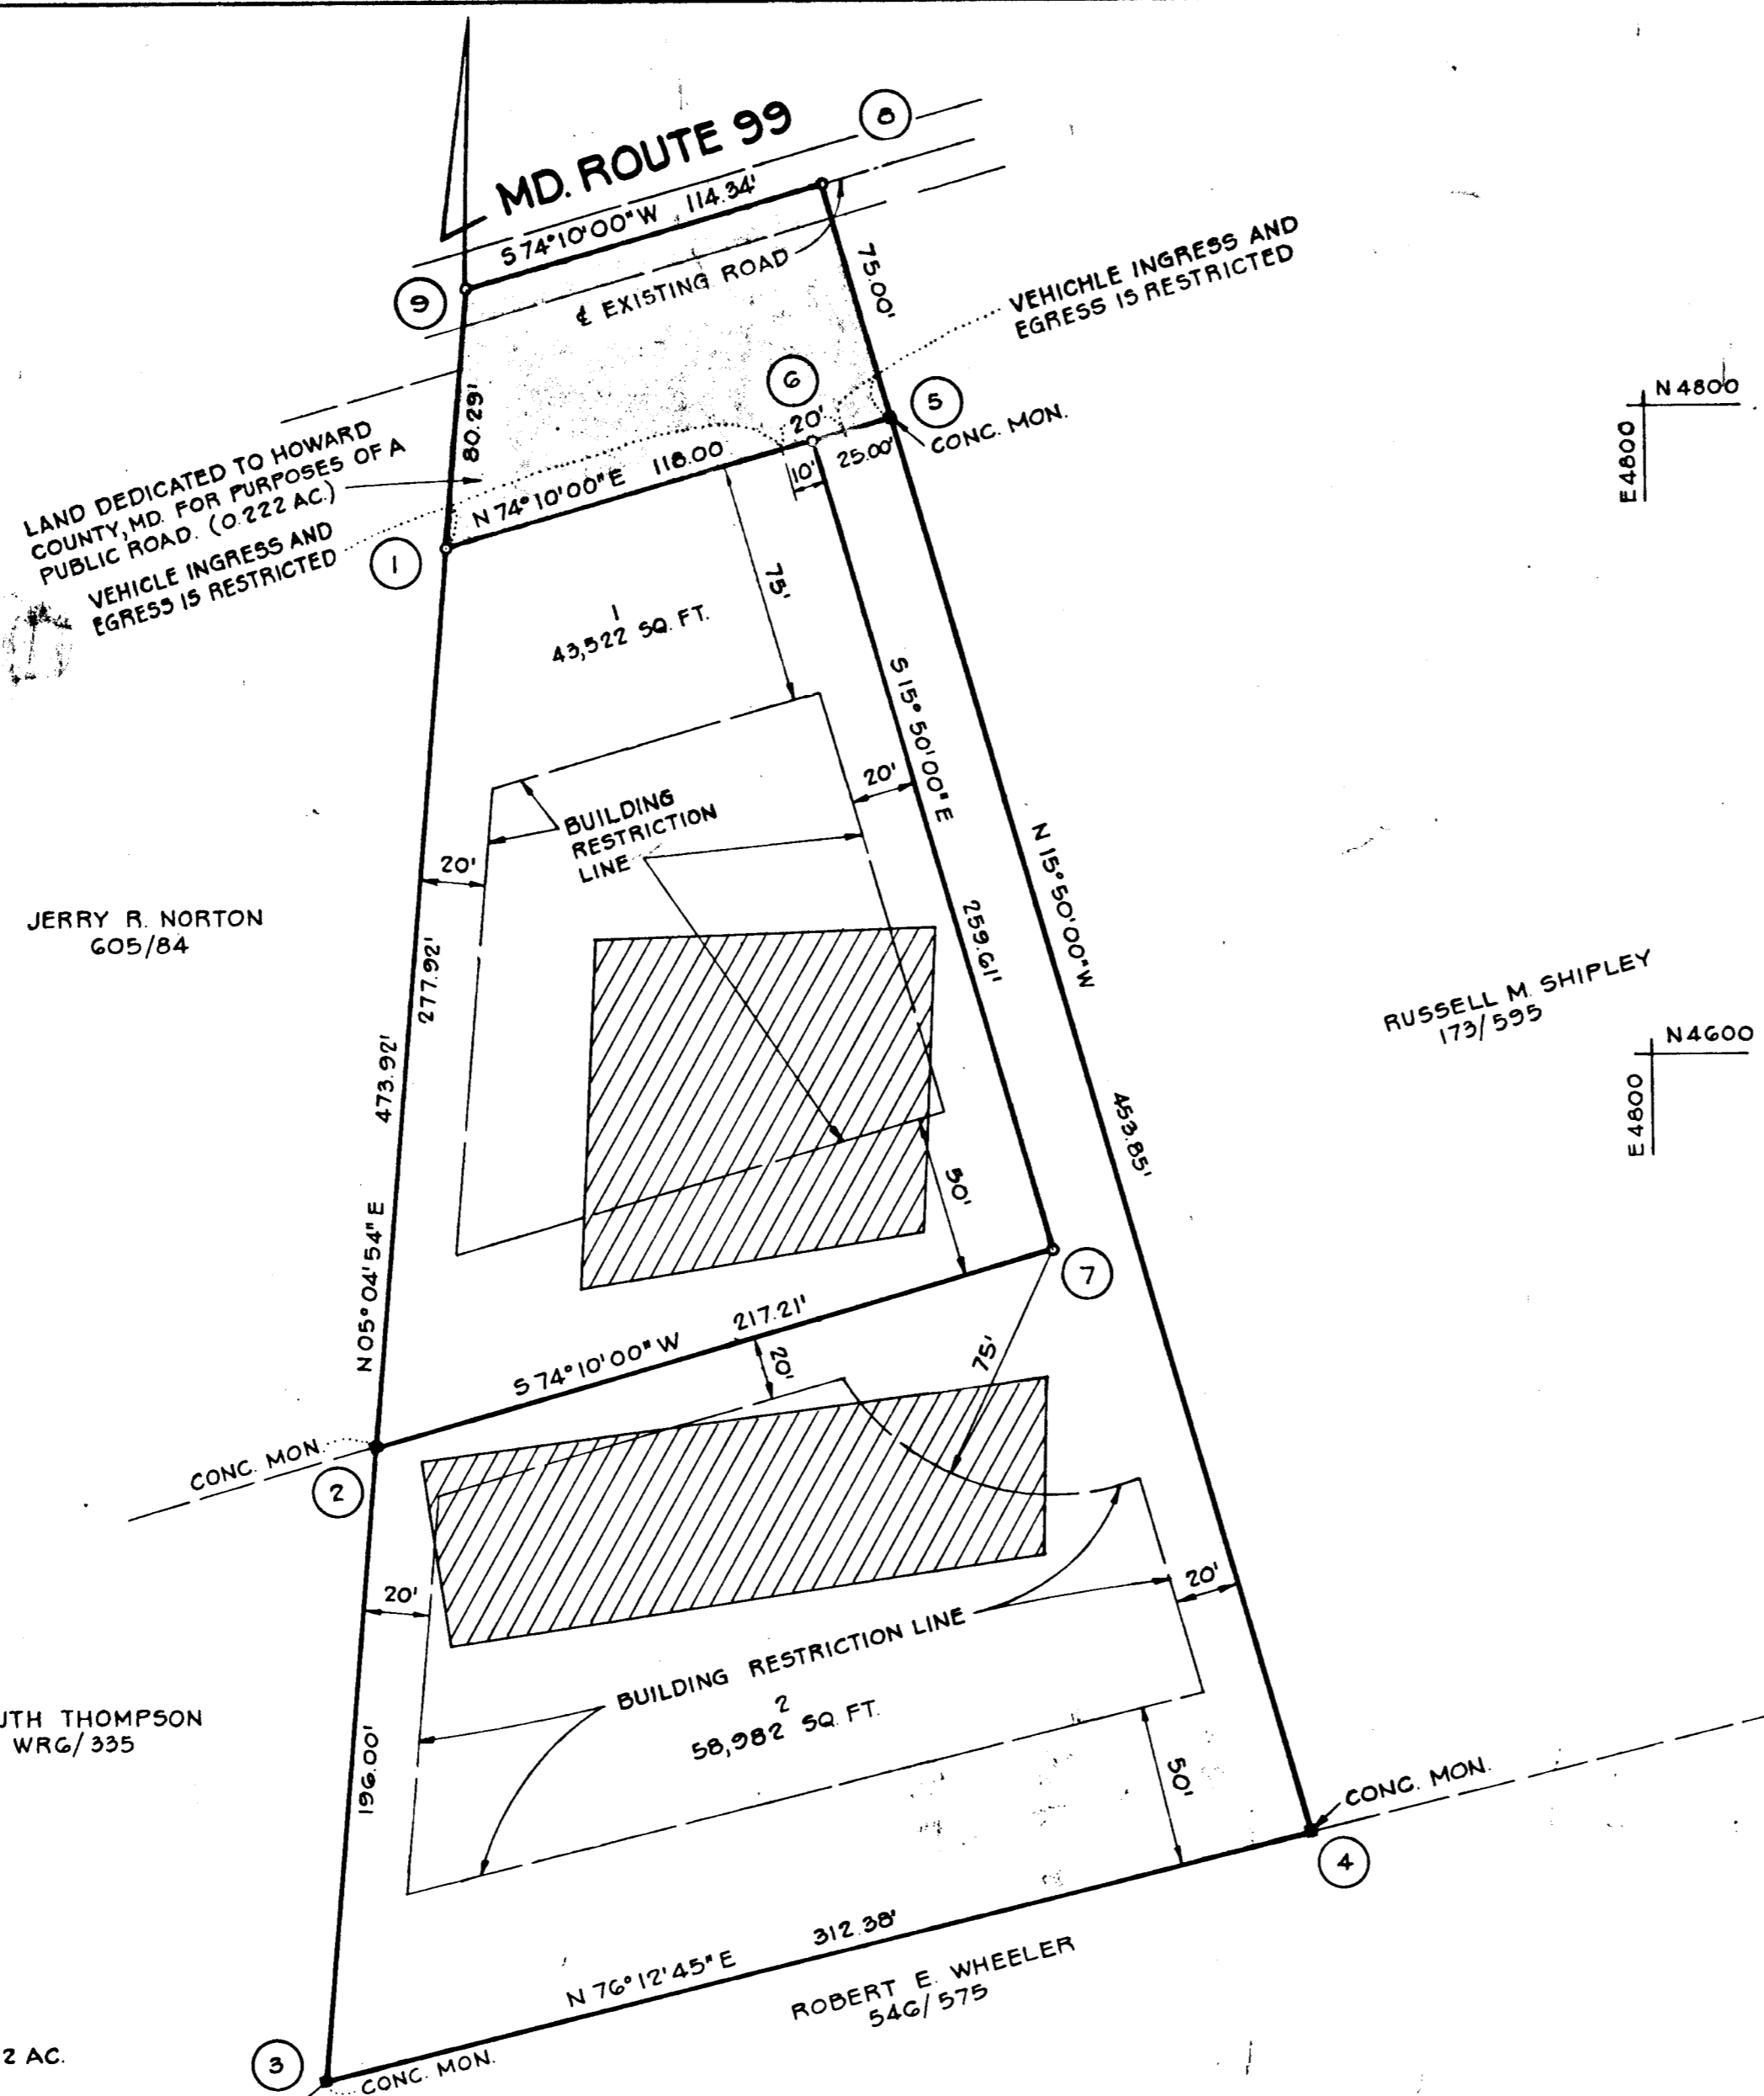 MD. ROUTE 99
8
S 74°10'00" W 114.34'
9
℄ EXISTING ROAD
75.00'
VEHICHLE INGRESS AND
EGRESS IS RESTRICTED
6
5
20'
CONC. MON.
N 4800
E 4800
80.29'
LAND DEDICATED TO HOWARD
COUNTY, MD. FOR PURPOSES OF A
PUBLIC ROAD. (0.222 AC.)
N 74°10'00" E 118.00
10'
25.00'
VEHICLE INGRESS AND
EGRESS IS RESTRICTED
1
75'
1
43,522 SQ. FT.
S 15°50'00" E
20'
BUILDING
RESTRICTION
LINE
20'
N 15°50'00" W
259.61'
JERRY R. NORTON
605/84
277.92'
473.92'
RUSSELL M. SHIPLEY
173/595
N 4600
E 4800
453.85'
50'
N 05°04'54" E
7
217.21'
S 74°10'00" W
20'
75'
CONC. MON.
2
20'
20'
BUILDING RESTRICTION LINE
2
58,982 SQ. FT.
THOMPSON
WRG/335
196.00'
50'
CONC. MON.
4
312.38'
N 76°12'45" E
ROBERT E. WHEELER
546/575
2 AC.
3
CONC. MON.